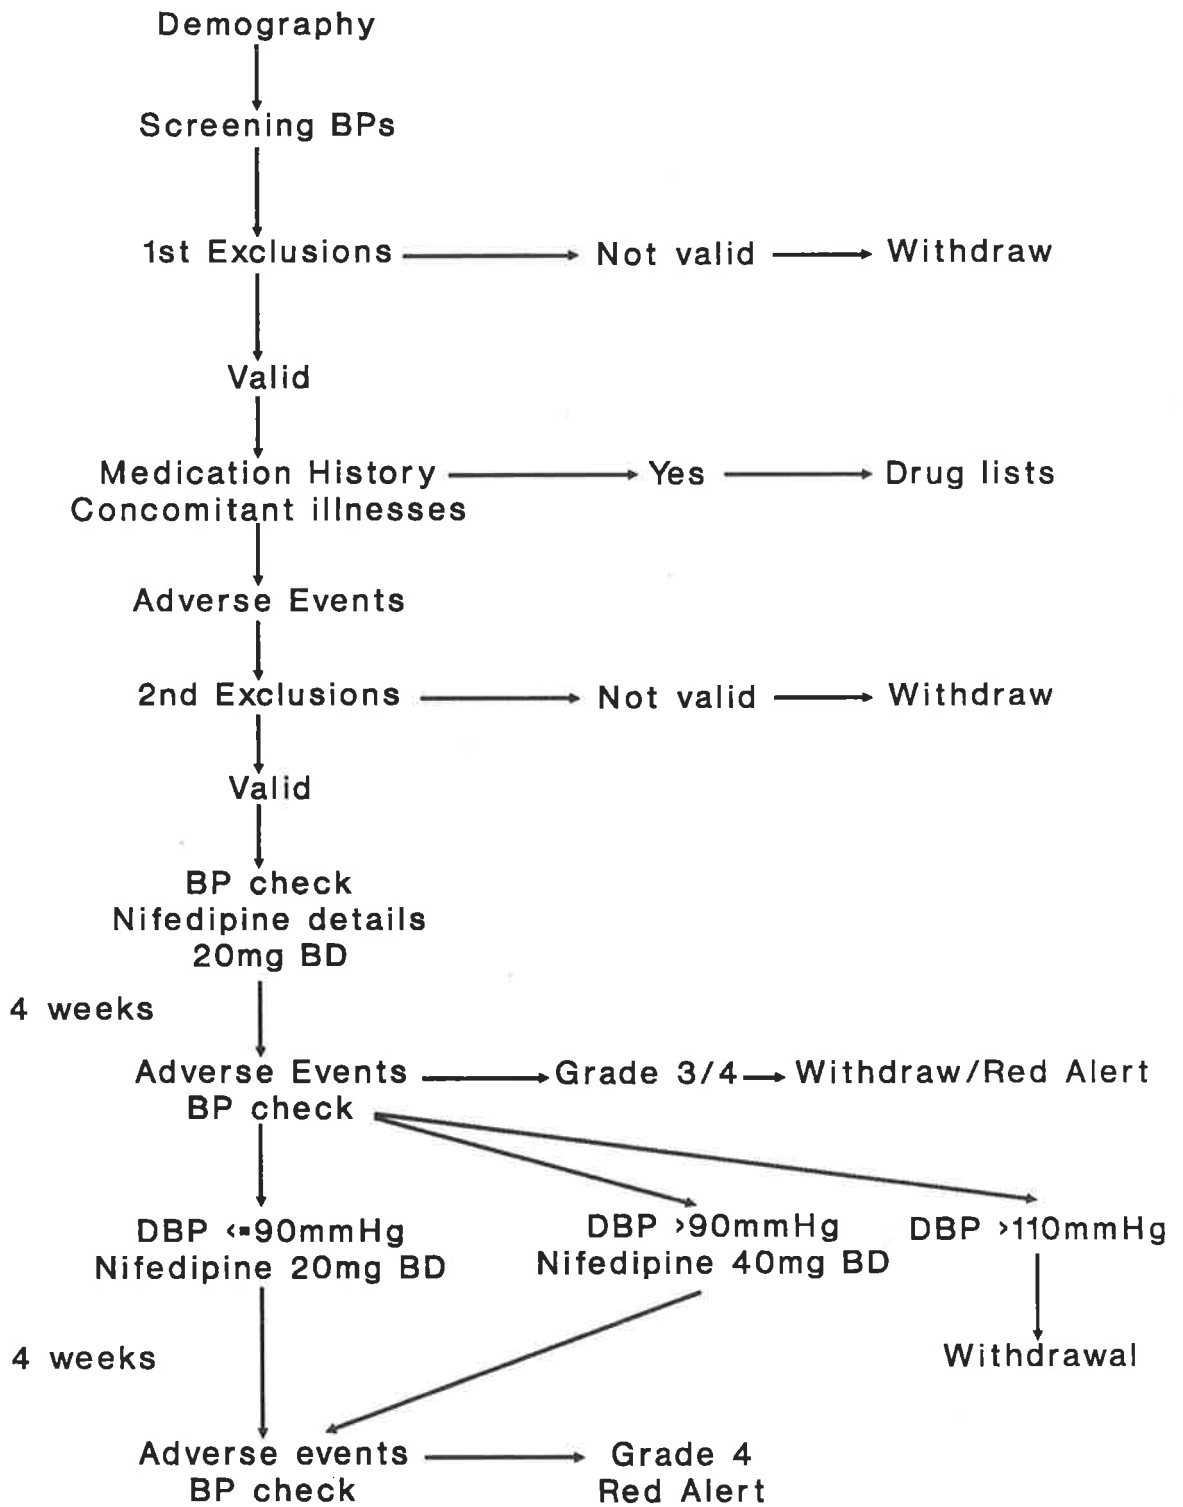 Demography
Screening BPs
1st Exclusions Not valid Withdraw
Valid
Medication History Yes Drug lists
Concomitant illnesses
Adverse Events
2nd Exclusions Not valid Withdraw
Valid
BP check
Nifedipine details
20mg BD
4 weeks
Adverse Events Grade 3/4 Withdraw/Red Alert
BP check
DBP <=90mmHg DBP >90mmHg DBP >110mmHg
Nifedipine 20mg BD Nifedipine 40mg BD
4 weeks Withdrawal
Adverse events Grade 4
BP check Red Alert